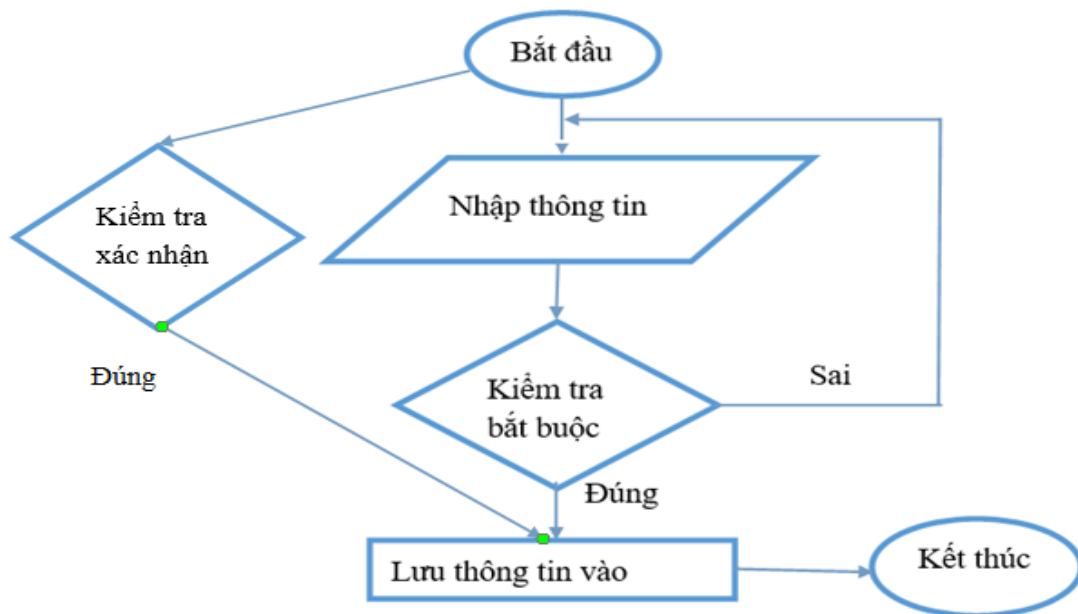 Bắt đầu
Kiểm tra
xác nhận
Nhập thông tin
Đúng
Kiểm tra
bắt buộc
Sai
Đúng
Lưu thông tin vào
Kết thúc